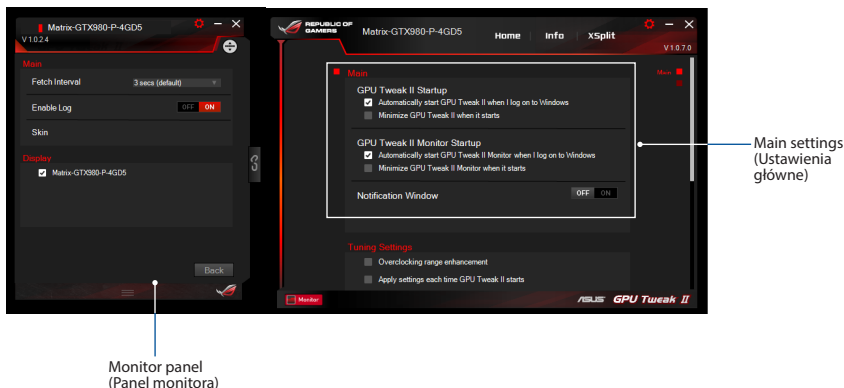 Matrix-GTX980-P-4GD5
V 1.0.2.4
Main
Fetch Interval 3 secs (default)
Enable Log OFF ON
Skin
Display
Matrix-GTX980-P-4GD5
Back
REPUBLIC OF
GAMERS
Matrix-GTX980-P-4GD5
Home Info XSplit
V 1.0.7.0
Main
Main
GPU Tweak II Startup
Automatically start GPU Tweak II when I log on to Windows
Minimize GPU Tweak II when it starts
GPU Tweak II Monitor Startup
Automatically start GPU Tweak II Monitor when I log on to Windows
Minimize GPU Tweak II Monitor when it starts
Notification Window OFF ON
Tuning Settings
Overclocking range enhancement
Apply settings each time GPU Tweak II starts
Monitor
ASUS GPU Tweak II
Main settings
(Ustawienia
główne)
Monitor panel
(Panel monitora)